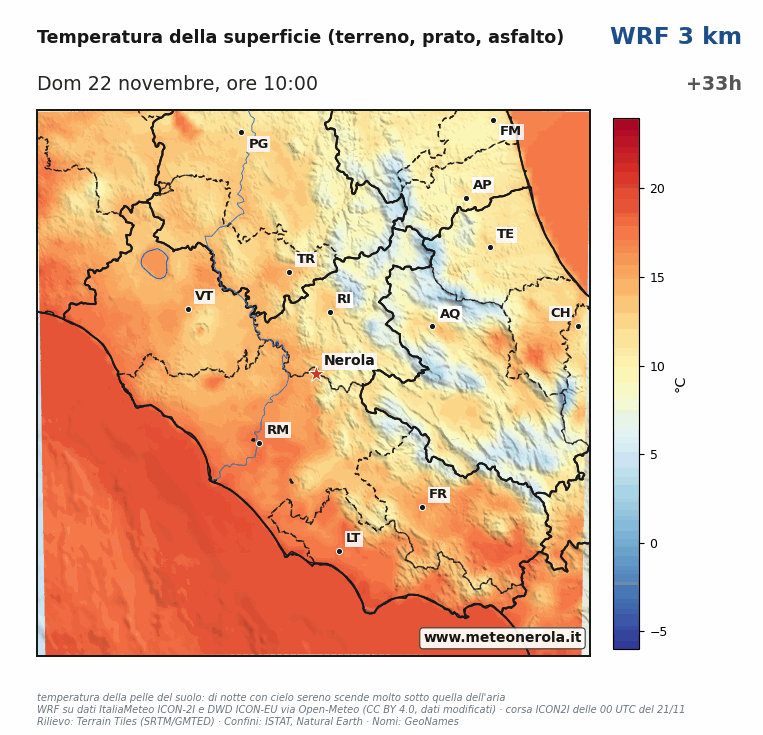 Temperatura della superficie (terreno, prato, asfalto)
WRF 3 km
Dom 22 novembre, ore 10:00
+33h
PG
FM
AP
TE
TR
RI
VT
AQ
CH
Nerola
RM
FR
LT
www.meteonerola.it
20
15
10
5
0
−5
°C
temperatura della pelle del suolo: di notte con cielo sereno scende molto sotto quella dell'aria
WRF su dati ItaliaMeteo ICON-2I e DWD ICON-EU via Open-Meteo (CC BY 4.0, dati modificati) · corsa ICON2I delle 00 UTC del 21/11
Rilievo: Terrain Tiles (SRTM/GMTED) · Confini: ISTAT, Natural Earth · Nomi: GeoNames